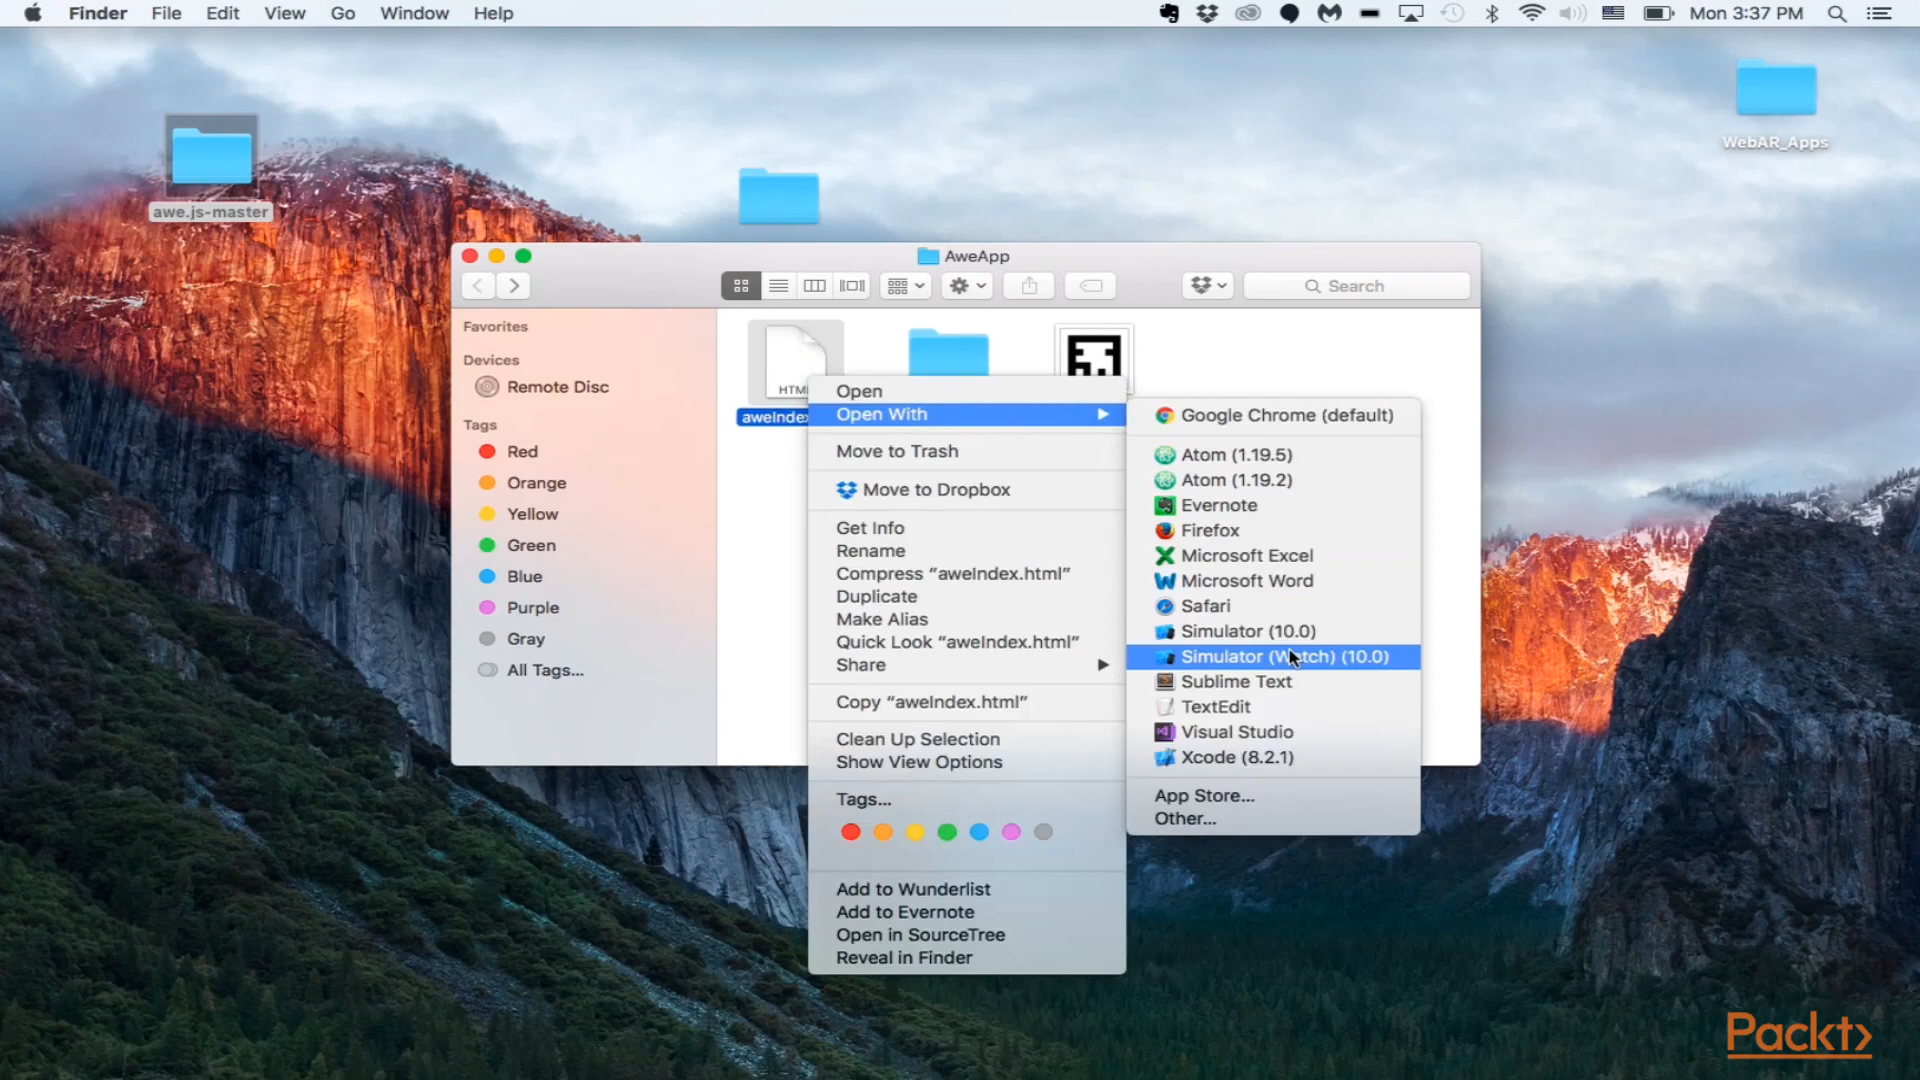 Finder File Edit View Go Window Help Mon 3:37 PM
WebAR_Apps
awe.js-master
AweApp
Search
Favorites
Devices
Remote Disc
Tags
Red
Orange
Yellow
Green
Blue
Purple
Gray
All Tags...
HTM
aweIndex
Open
Open With
Move to Trash
Move to Dropbox
Get Info
Rename
Compress “aweIndex.html”
Duplicate
Make Alias
Quick Look “aweIndex.html”
Share
Copy “aweIndex.html”
Clean Up Selection
Show View Options
Tags...
Add to Wunderlist
Add to Evernote
Open in SourceTree
Reveal in Finder
Google Chrome (default)
Atom (1.19.5)
Atom (1.19.2)
Evernote
Firefox
Microsoft Excel
Microsoft Word
Safari
Simulator (10.0)
Simulator (Watch) (10.0)
Sublime Text
TextEdit
Visual Studio
Xcode (8.2.1)
App Store...
Other...
Packt